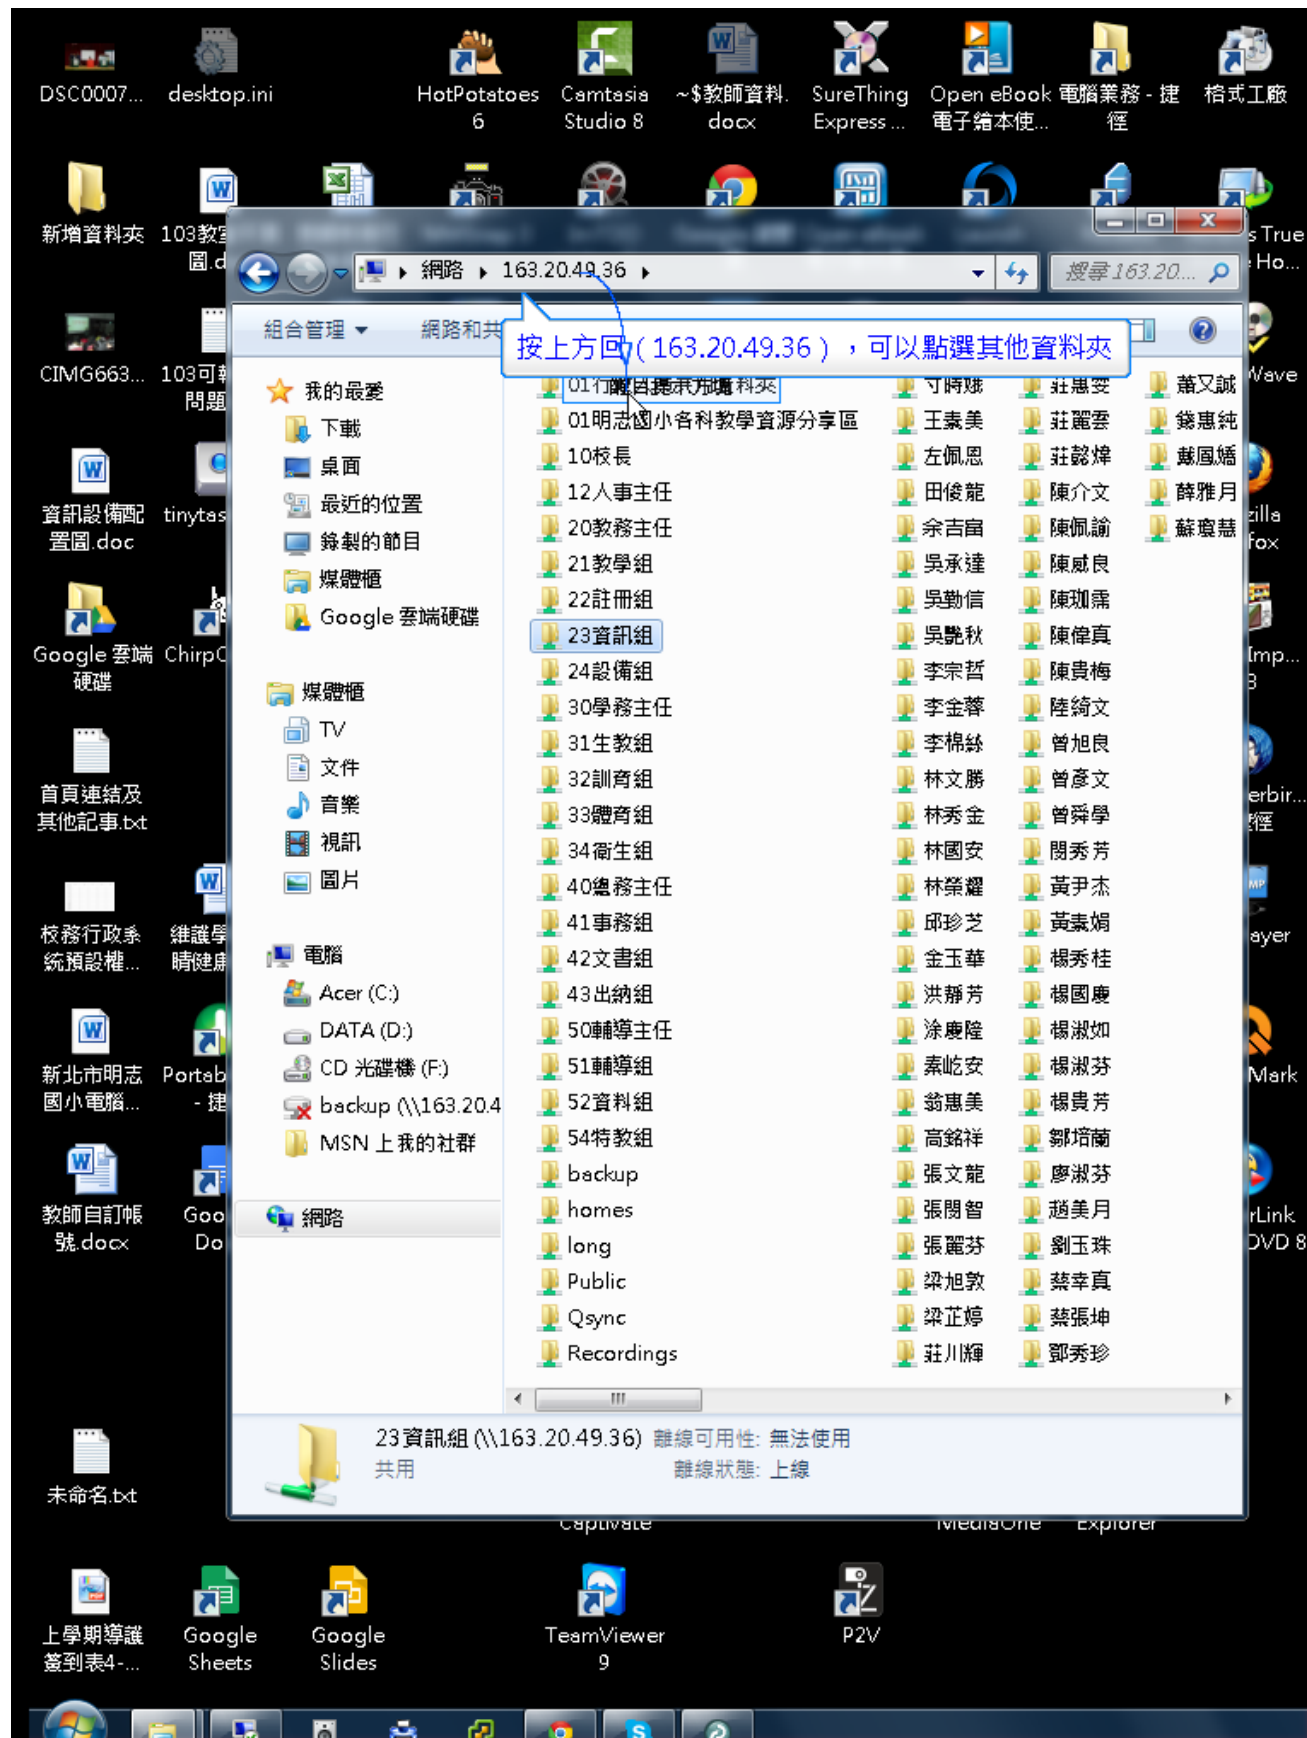 DSC0007...
desktop.ini
HotPotatoes
6
Camtasia
Studio 8
~$教師資料.
docx
SureThing
Express ...
Open eBook
電子繪本使...
電腦業務 - 捷
徑
格式工廠
新增資料夾
網路 163.20.49.36
搜尋 163.20....
組合管理
網路和共
按上方回（163.20.49.36），可以點選其他資料夾
CIMG663...
我的最愛
下載
桌面
最近的位置
錄製的節目
媒體櫃
Google 雲端硬碟
媒體櫃
TV
文件
音樂
視訊
圖片
電腦
Acer (C:)
DATA (D:)
CD 光碟機 (F:)
backup (\\163.20.4
MSN 上我的社群
網路
01明志國小各科教學資源分享區
10校長
12人事主任
20教務主任
21教學組
22註冊組
23資訊組
24設備組
30學務主任
31生教組
32訓育組
33體育組
34衛生組
40總務主任
41事務組
42文書組
43出納組
50輔導主任
51輔導組
52資料組
54特教組
backup
homes
long
Public
Qsync
Recordings
王素美
左佩恩
田俊龍
余吉富
吳承達
吳勤信
吳艷秋
李宗哲
李金蓉
李棉絲
林文勝
林秀金
林國安
林榮耀
邱珍芝
金玉華
洪靜芳
涂慶隆
素屹安
翁惠美
高銘祥
張文龍
張閔智
張麗芬
梁旭敦
梁芷婷
莊川輝
莊惠雯
莊麗雲
莊懿煒
陳介文
陳佩諭
陳威良
陳珈霈
陳偉真
陳貴梅
陸綺文
曾旭良
曾彥文
曾舜學
閔秀芳
黃尹杰
黃素娟
楊秀桂
楊國慶
楊淑如
楊淑芬
楊貴芳
鄒培蘭
廖淑芬
趙美月
劉玉珠
蔡幸真
蔡張坤
鄧秀珍
蕭又誠
錢惠純
戴鳳嬌
薛雅月
蘇瓊慧
資訊設備配
置圖.doc
tinytas
Google 雲端
硬碟
首頁連結及
其他記事.txt
校務行政系
統預設權...
新北市明志
國小電腦...
教師自訂帳
號.docx
未命名.txt
23資訊組 (\\163.20.49.36) 離線可用性: 無法使用
共用 離線狀態: 上線
上學期導護
簽到表4-...
Google
Sheets
Google
Slides
TeamViewer
9
P2V